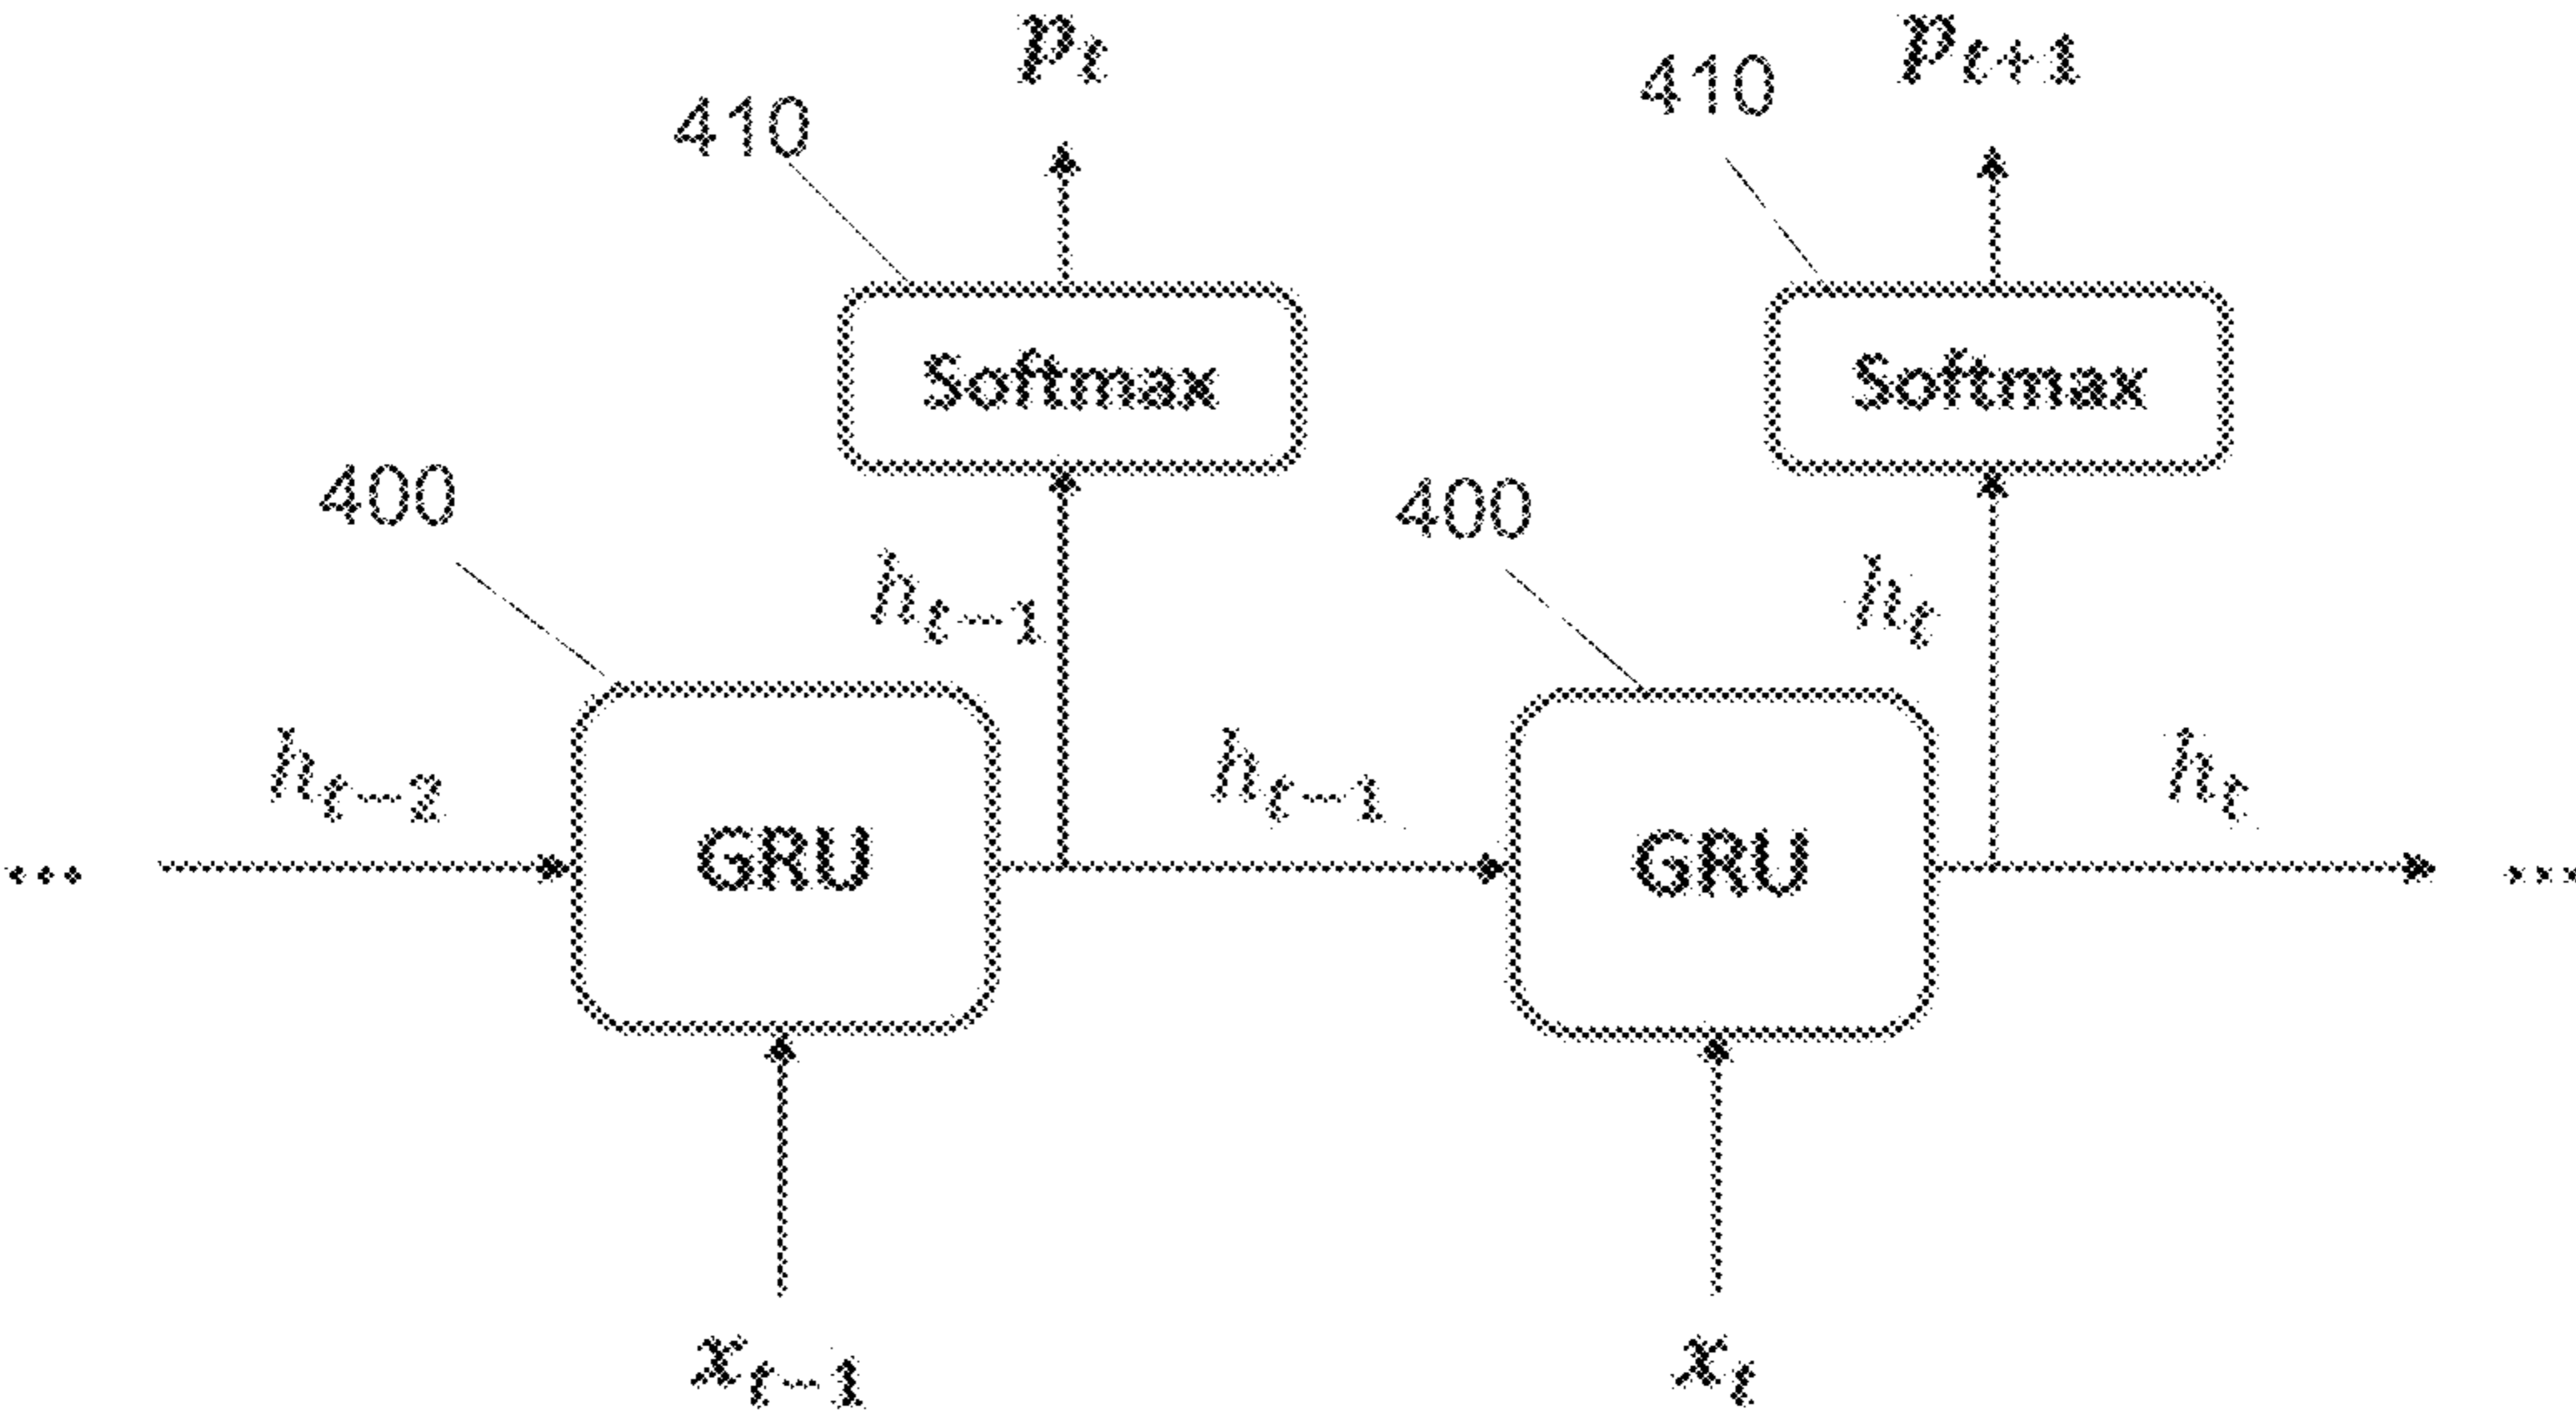 p_t
p_{t+1}
410
410
Softmax
Softmax
400
400
h_{t-1}
h_t
h_{t-2}
h_{t-1}
h_t
...
GRU
GRU
...
x_{t-1}
x_t